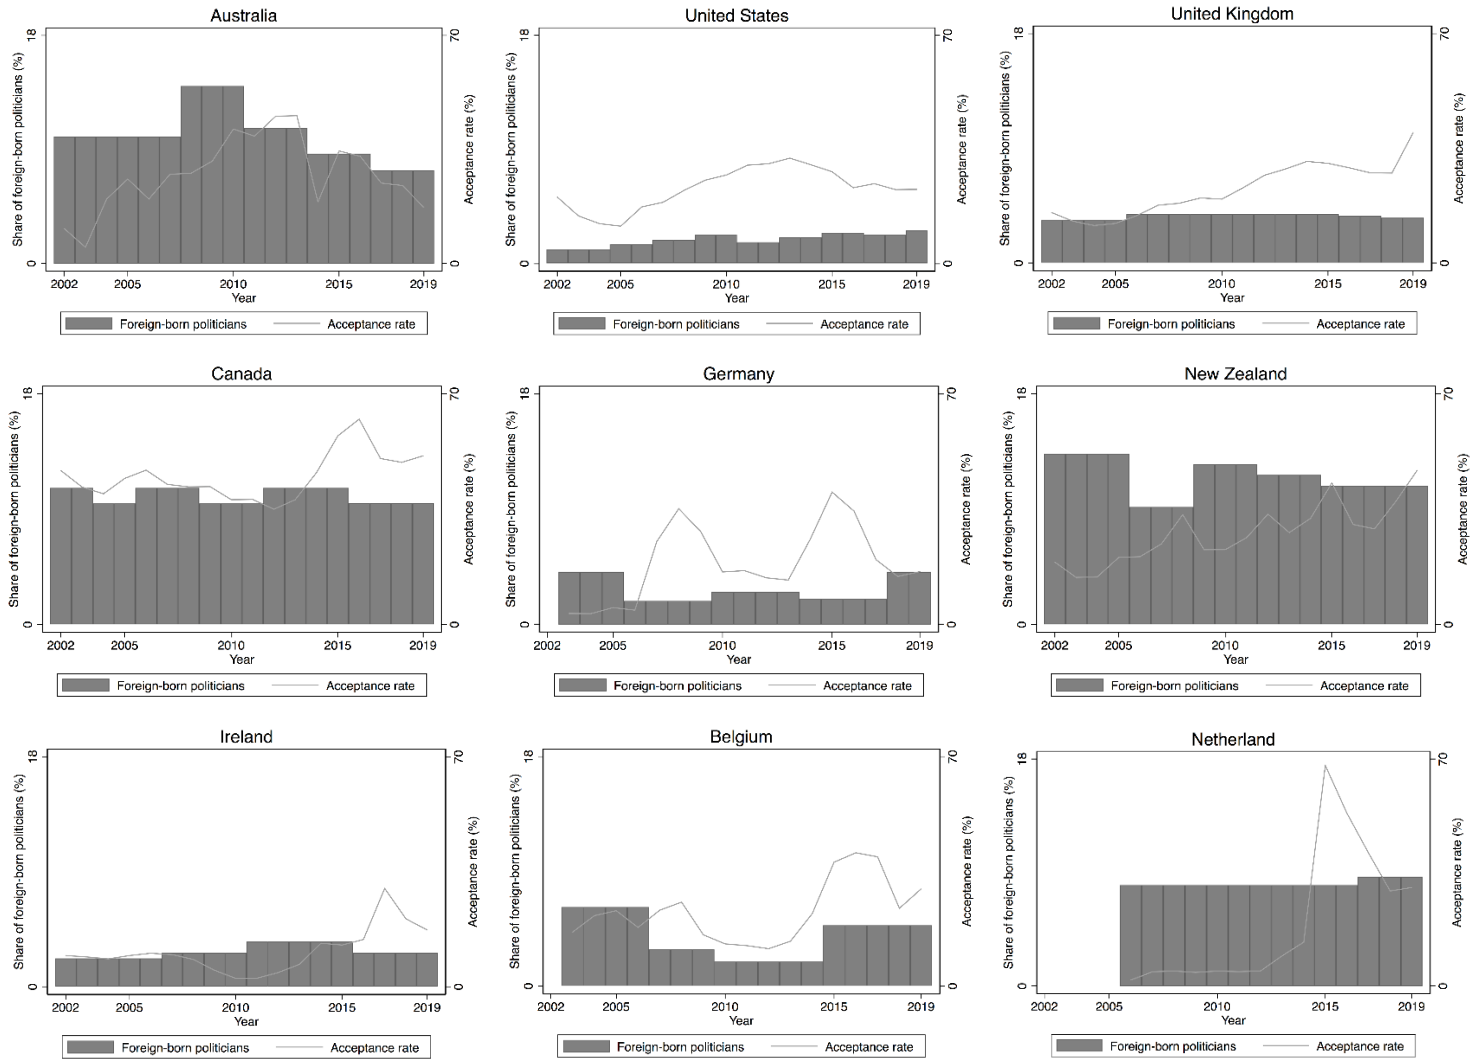 Australia
18
70
Share of foreign-born politicians (%)
Acceptance rate (%)
0
0
2002 2005 2010 2015 2019
Year
Foreign-born politicians Acceptance rate
United States
18
70
Share of foreign-born politicians (%)
Acceptance rate (%)
0
0
2002 2005 2010 2015 2019
Year
Foreign-born politicians Acceptance rate
United Kingdom
18
70
Share of foreign-born politicians (%)
Acceptance rate (%)
0
0
2002 2005 2010 2015 2019
Year
Foreign-born politicians Acceptance rate
Canada
18
70
Share of foreign-born politicians (%)
Acceptance rate (%)
0
0
2002 2005 2010 2015 2019
Year
Foreign-born politicians Acceptance rate
Germany
18
70
Share of foreign-born politicians (%)
Acceptance rate (%)
0
0
2002 2005 2010 2015 2019
Year
Foreign-born politicians Acceptance rate
New Zealand
18
70
Share of foreign-born politicians (%)
Acceptance rate (%)
0
0
2002 2005 2010 2015 2019
Year
Foreign-born politicians Acceptance rate
Ireland
18
70
Share of foreign-born politicians (%)
Acceptance rate (%)
0
0
2002 2005 2010 2015 2019
Year
Foreign-born politicians Acceptance rate
Belgium
18
70
Share of foreign-born politicians (%)
Acceptance rate (%)
0
0
2002 2005 2010 2015 2019
Year
Foreign-born politicians Acceptance rate
Netherland
18
70
Share of foreign-born politicians (%)
Acceptance rate (%)
0
0
2002 2005 2010 2015 2019
Year
Foreign-born politicians Acceptance rate